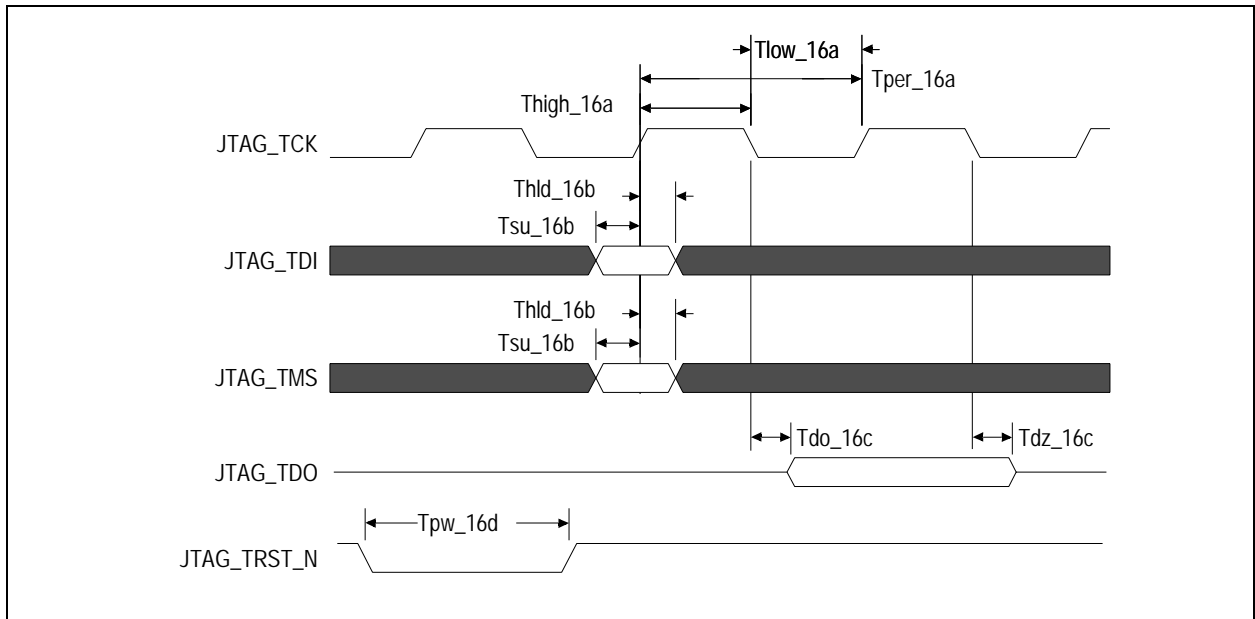 Tlow_16a
Tper_16a
Thigh_16a
JTAG_TCK
Thld_16b
Tsu_16b
JTAG_TDI
Thld_16b
Tsu_16b
JTAG_TMS
Tdo_16c
Tdz_16c
JTAG_TDO
Tpw_16d
JTAG_TRST_N